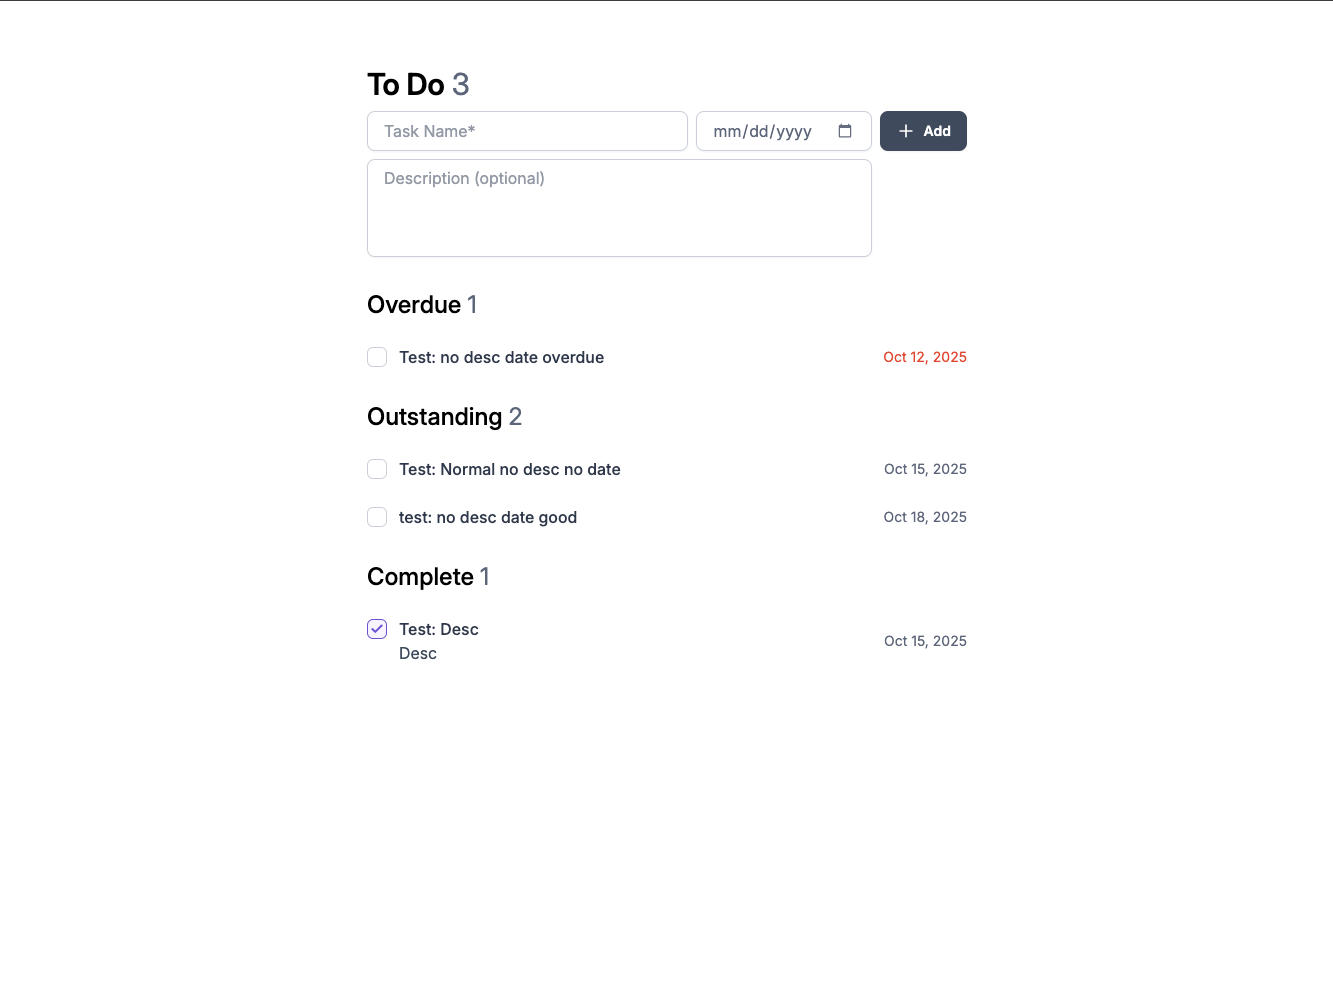 To Do 3
Task Name* mm/dd/yyyy Add
Description (optional)
Overdue 1
Test: no desc date overdue Oct 12, 2025
Outstanding 2
Test: Normal no desc no date Oct 15, 2025
test: no desc date good Oct 18, 2025
Complete 1
Test: Desc
Desc
Oct 15, 2025